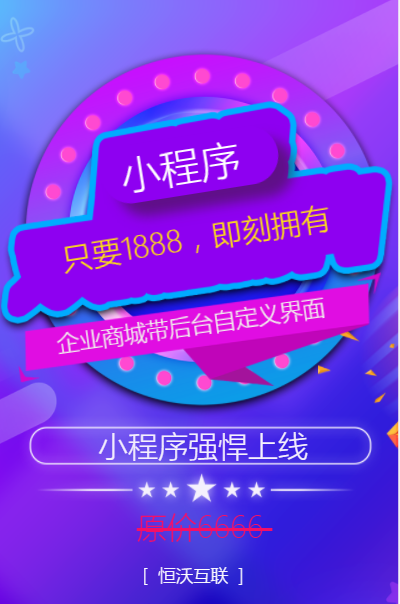 小程序
只要1888，即刻拥有
企业商城带后台自定义界面
小程序强悍上线
原价6666
[ 恒沃互联 ]